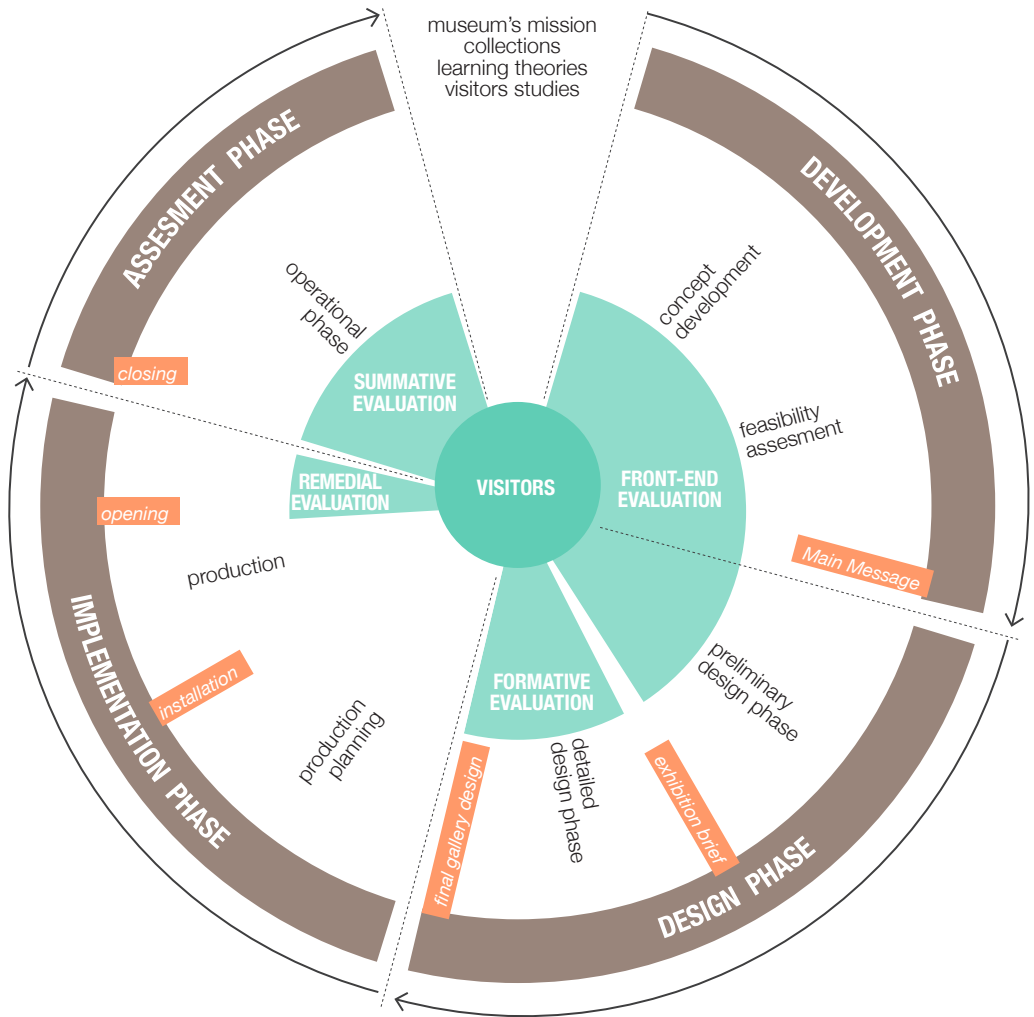 museum's mission
collections
learning theories
visitors studies
DEVELOPMENT PHASE
concept
development
feasibility
assesment
FRONT-END
EVALUATION
Main Message
preliminary
design phase
exhibition brief
DESIGN PHASE
detailed
design phase
FORMATIVE
EVALUATION
final gallery design
production
planning
installation
IMPLEMENTATION PHASE
production
opening
REMEDIAL
EVALUATION
closing
ASSESMENT PHASE
operational
phase
SUMMATIVE
EVALUATION
VISITORS